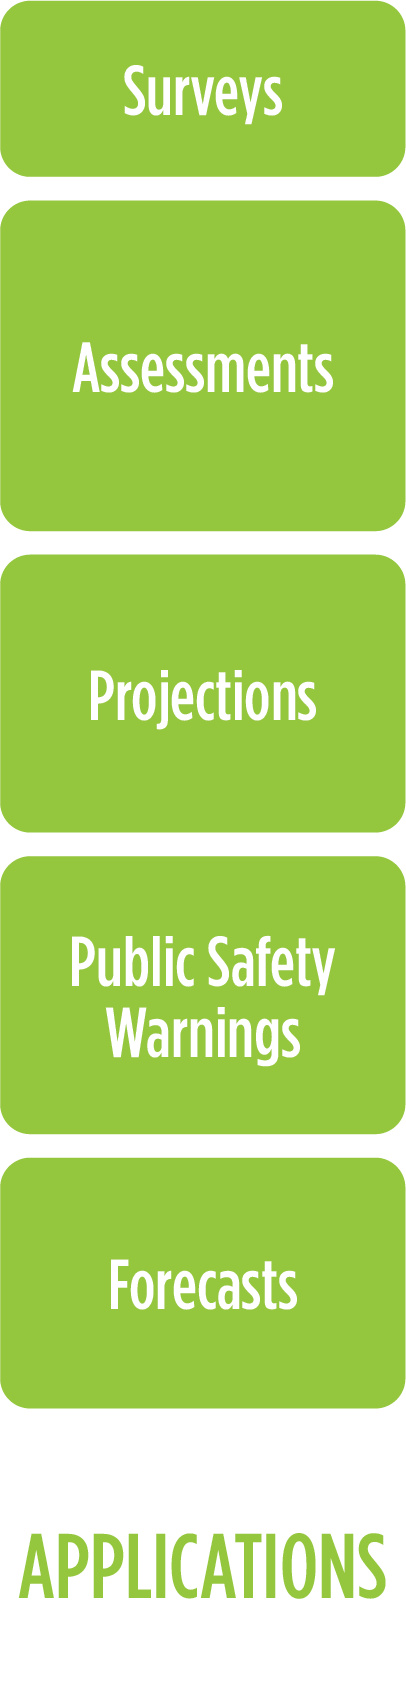 Surveys
Assessments
Projections
Public Safety
Warnings
Forecasts
APPLICATIONS